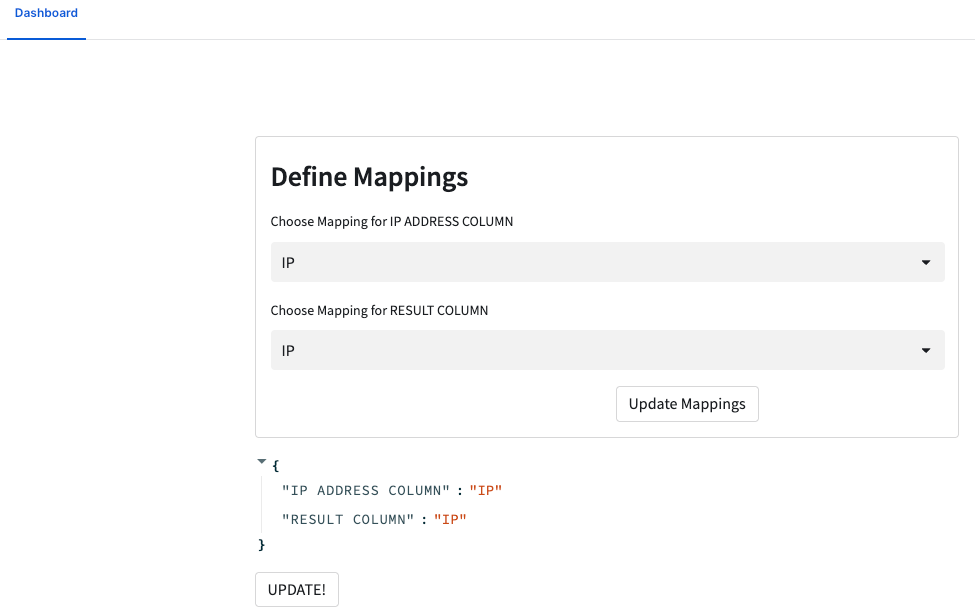 Dashboard
Define Mappings
Choose Mapping for IP ADDRESS COLUMN
IP
Choose Mapping for RESULT COLUMN
IP
Update Mappings
{
"IP ADDRESS COLUMN" : "IP"
"RESULT COLUMN" : "IP"
}
UPDATE!